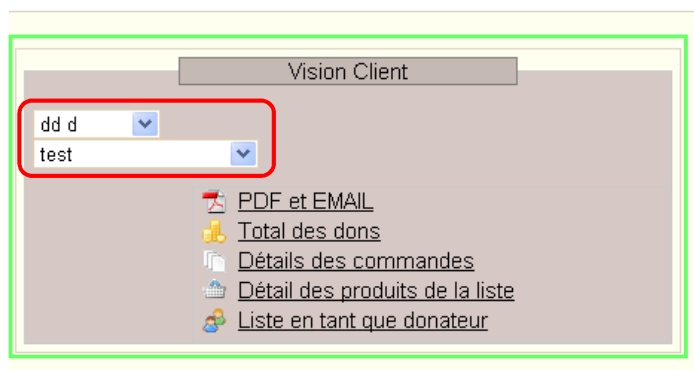 Vision Client
dd d
test
PDF et EMAIL
Total des dons
Détails des commandes
Détail des produits de la liste
Liste en tant que donateur